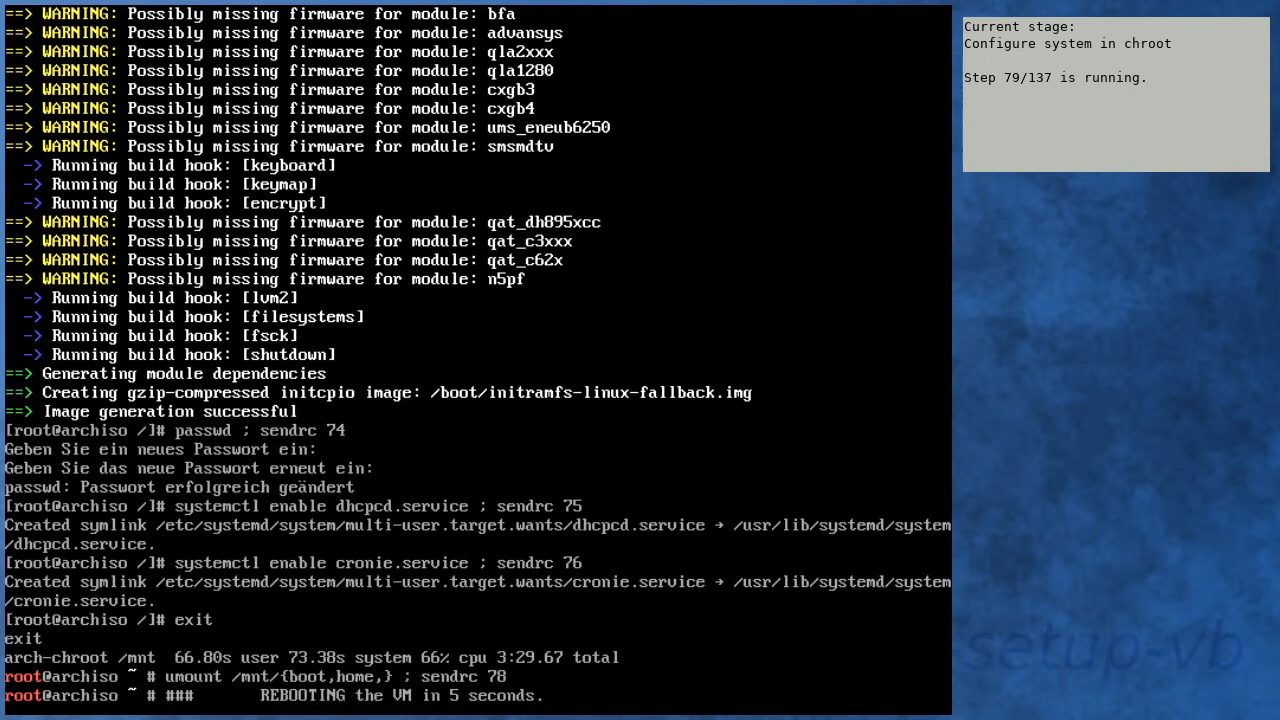 ==> WARNING: Possibly missing firmware for module: bfa
==> WARNING: Possibly missing firmware for module: advansys
==> WARNING: Possibly missing firmware for module: qla2xxx
==> WARNING: Possibly missing firmware for module: qla1280
==> WARNING: Possibly missing firmware for module: cxgb3
==> WARNING: Possibly missing firmware for module: cxgb4
==> WARNING: Possibly missing firmware for module: ums_eneub6250
==> WARNING: Possibly missing firmware for module: smsmdtv
  -> Running build hook: [keyboard]
  -> Running build hook: [keymap]
  -> Running build hook: [encrypt]
==> WARNING: Possibly missing firmware for module: qat_dh895xcc
==> WARNING: Possibly missing firmware for module: qat_c3xxx
==> WARNING: Possibly missing firmware for module: qat_c62x
==> WARNING: Possibly missing firmware for module: n5pf
  -> Running build hook: [lvm2]
  -> Running build hook: [filesystems]
  -> Running build hook: [fsck]
  -> Running build hook: [shutdown]
==> Generating module dependencies
==> Creating gzip-compressed initcpio image: /boot/initramfs-linux-fallback.img
==> Image generation successful
[root@archiso /]# passwd ; sendrc 74
Geben Sie ein neues Passwort ein:
Geben Sie das neue Passwort erneut ein:
passwd: Passwort erfolgreich geändert
[root@archiso /]# systemctl enable dhcpcd.service ; sendrc 75
Created symlink /etc/systemd/system/multi-user.target.wants/dhcpcd.service → /usr/lib/systemd/system
/dhcpcd.service.
[root@archiso /]# systemctl enable cronie.service ; sendrc 76
Created symlink /etc/systemd/system/multi-user.target.wants/cronie.service → /usr/lib/systemd/system
/cronie.service.
[root@archiso /]# exit
exit
arch-chroot /mnt  66.80s user 73.38s system 66% cpu 3:29.67 total
root@archiso ~ # umount /mnt/{boot,home,} ; sendrc 78
root@archiso ~ # ###       REBOOTING the VM in 5 seconds.
Current stage:
Configure system in chroot
Step 79/137 is running.
setup-vb